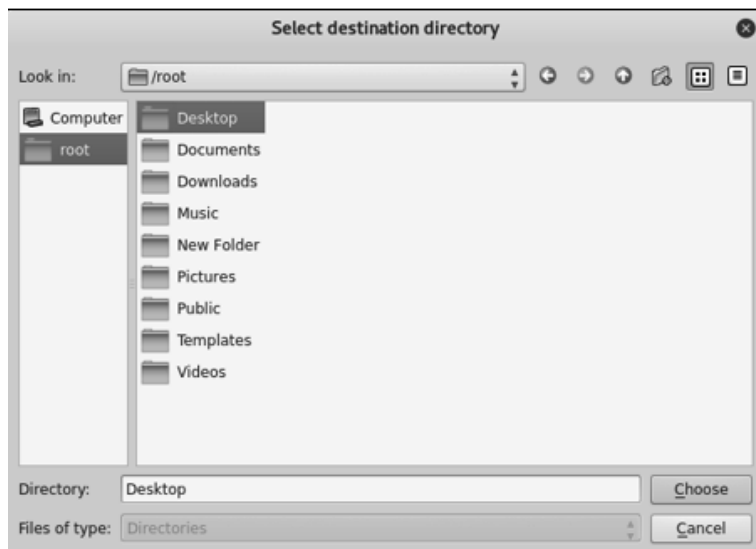 Select destination directory
Look in: /root
Computer
root
Desktop
Documents
Downloads
Music
New Folder
Pictures
Public
Templates
Videos
Directory: Desktop Choose
Files of type: Directories Cancel